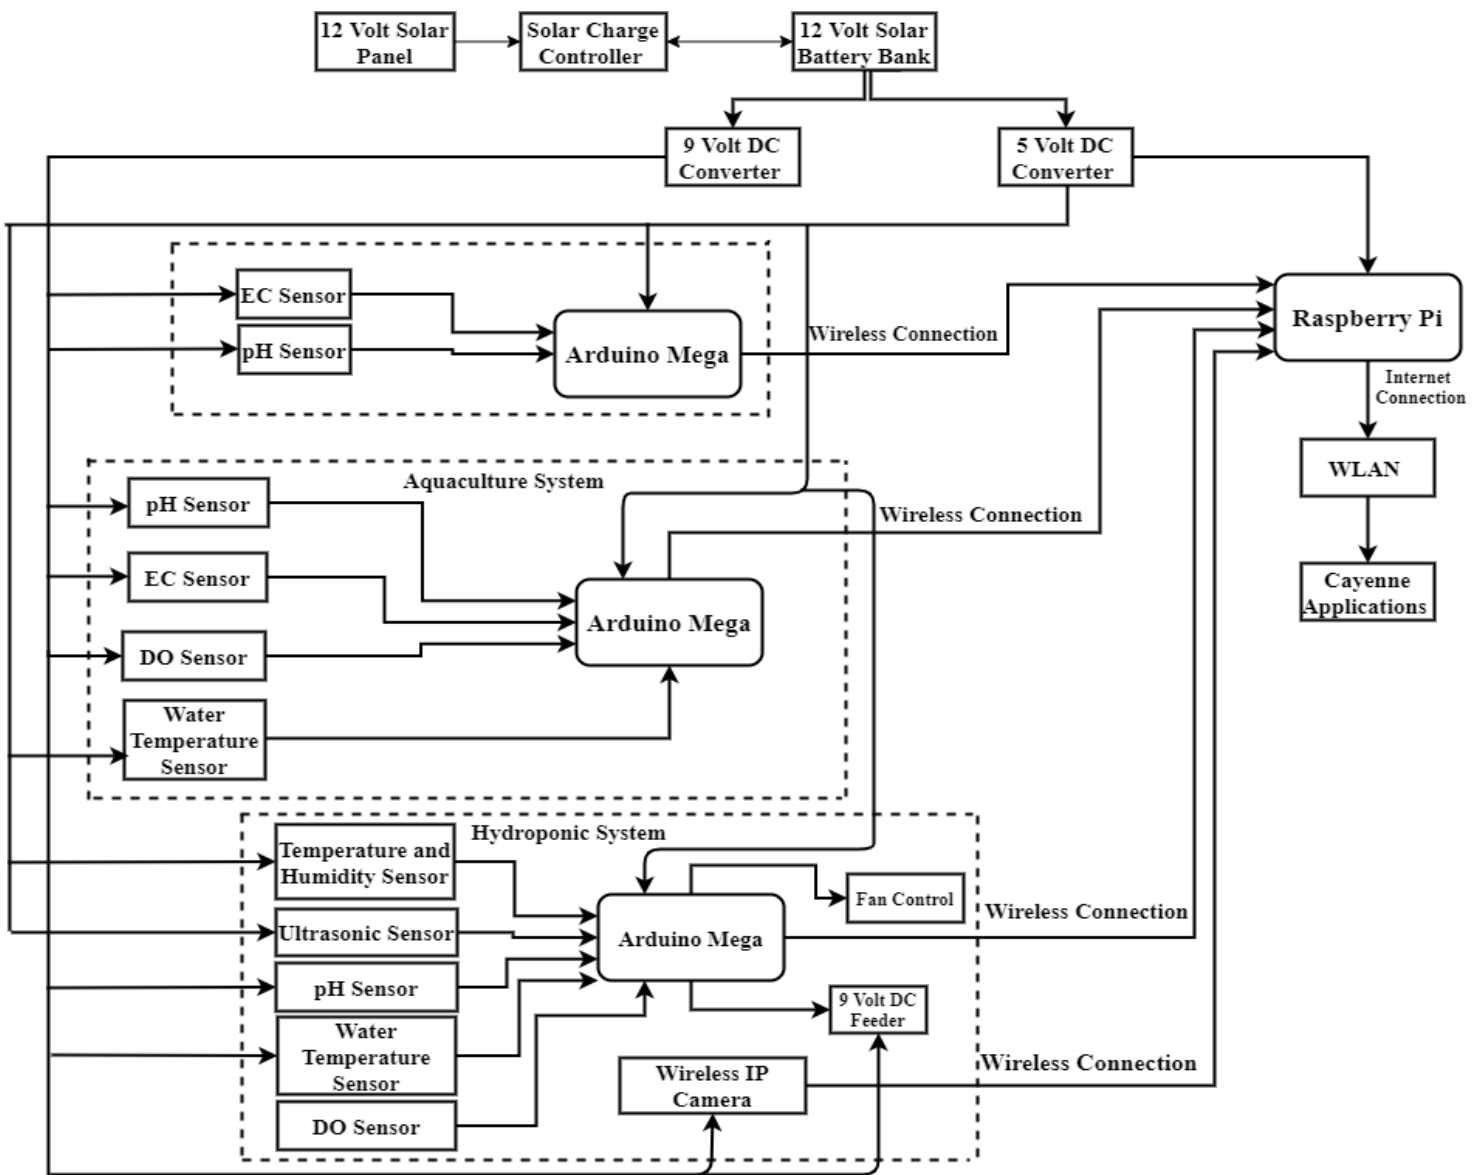 12 Volt Solar
Panel
Solar Charge
Controller
12 Volt Solar
Battery Bank
9 Volt DC
Converter
5 Volt DC
Converter
EC Sensor
pH Sensor
Arduino Mega
Wireless Connection
Raspberry Pi
Internet
Connection
WLAN
Cayenne
Applications
Aquaculture System
pH Sensor
EC Sensor
DO Sensor
Water
Temperature
Sensor
Arduino Mega
Wireless Connection
Hydroponic System
Temperature and
Humidity Sensor
Ultrasonic Sensor
pH Sensor
Water
Temperature
Sensor
DO Sensor
Arduino Mega
Fan Control
Wireless Connection
9 Volt DC
Feeder
Wireless IP
Camera
Wireless Connection